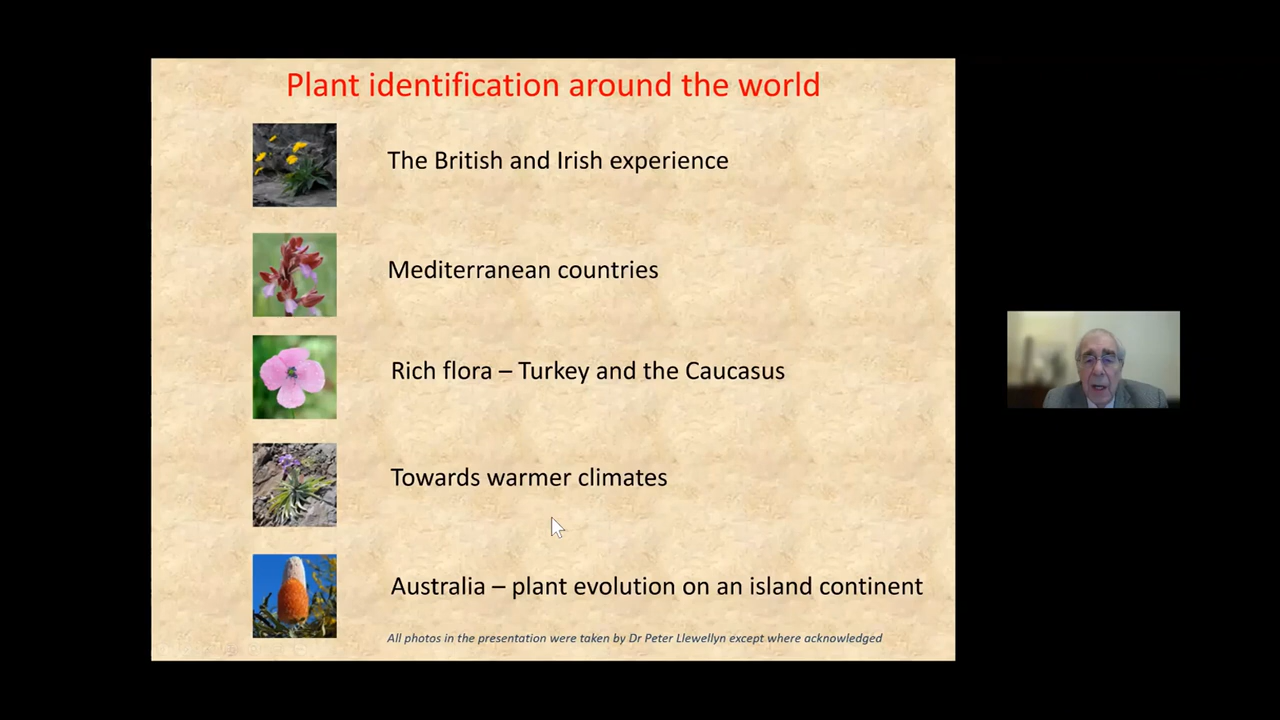 Plant identification around the world
The British and Irish experience
Mediterranean countries
Rich flora – Turkey and the Caucasus
Towards warmer climates
Australia – plant evolution on an island continent
All photos in the presentation were taken by Dr Peter Llewellyn except where acknowledged